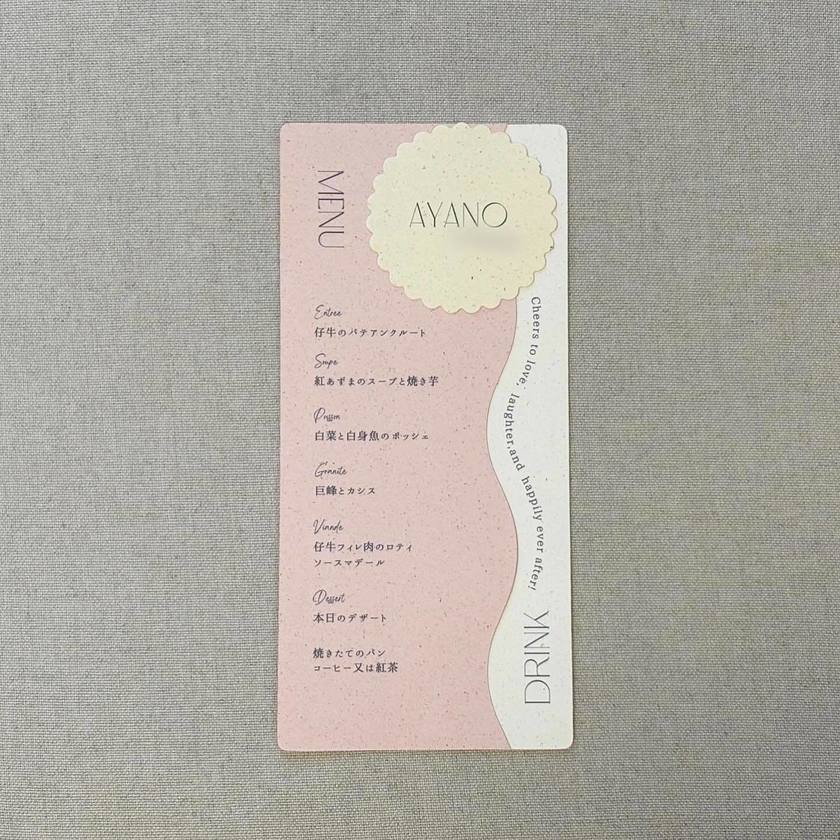 MENU
AYANO
Entree
仔牛のパテアンクルート
Soupe
紅あずまのスープと焼き芋
Poisson
白菜と白身魚のポッシェ
Granite
巨峰とカシス
Viande
仔牛フィレ肉のロティ
ソースマデール
Dessert
本日のデザート
焼きたてのパン
コーヒー又は紅茶
Cheers to love, laughter,and happily ever after!
DRINK